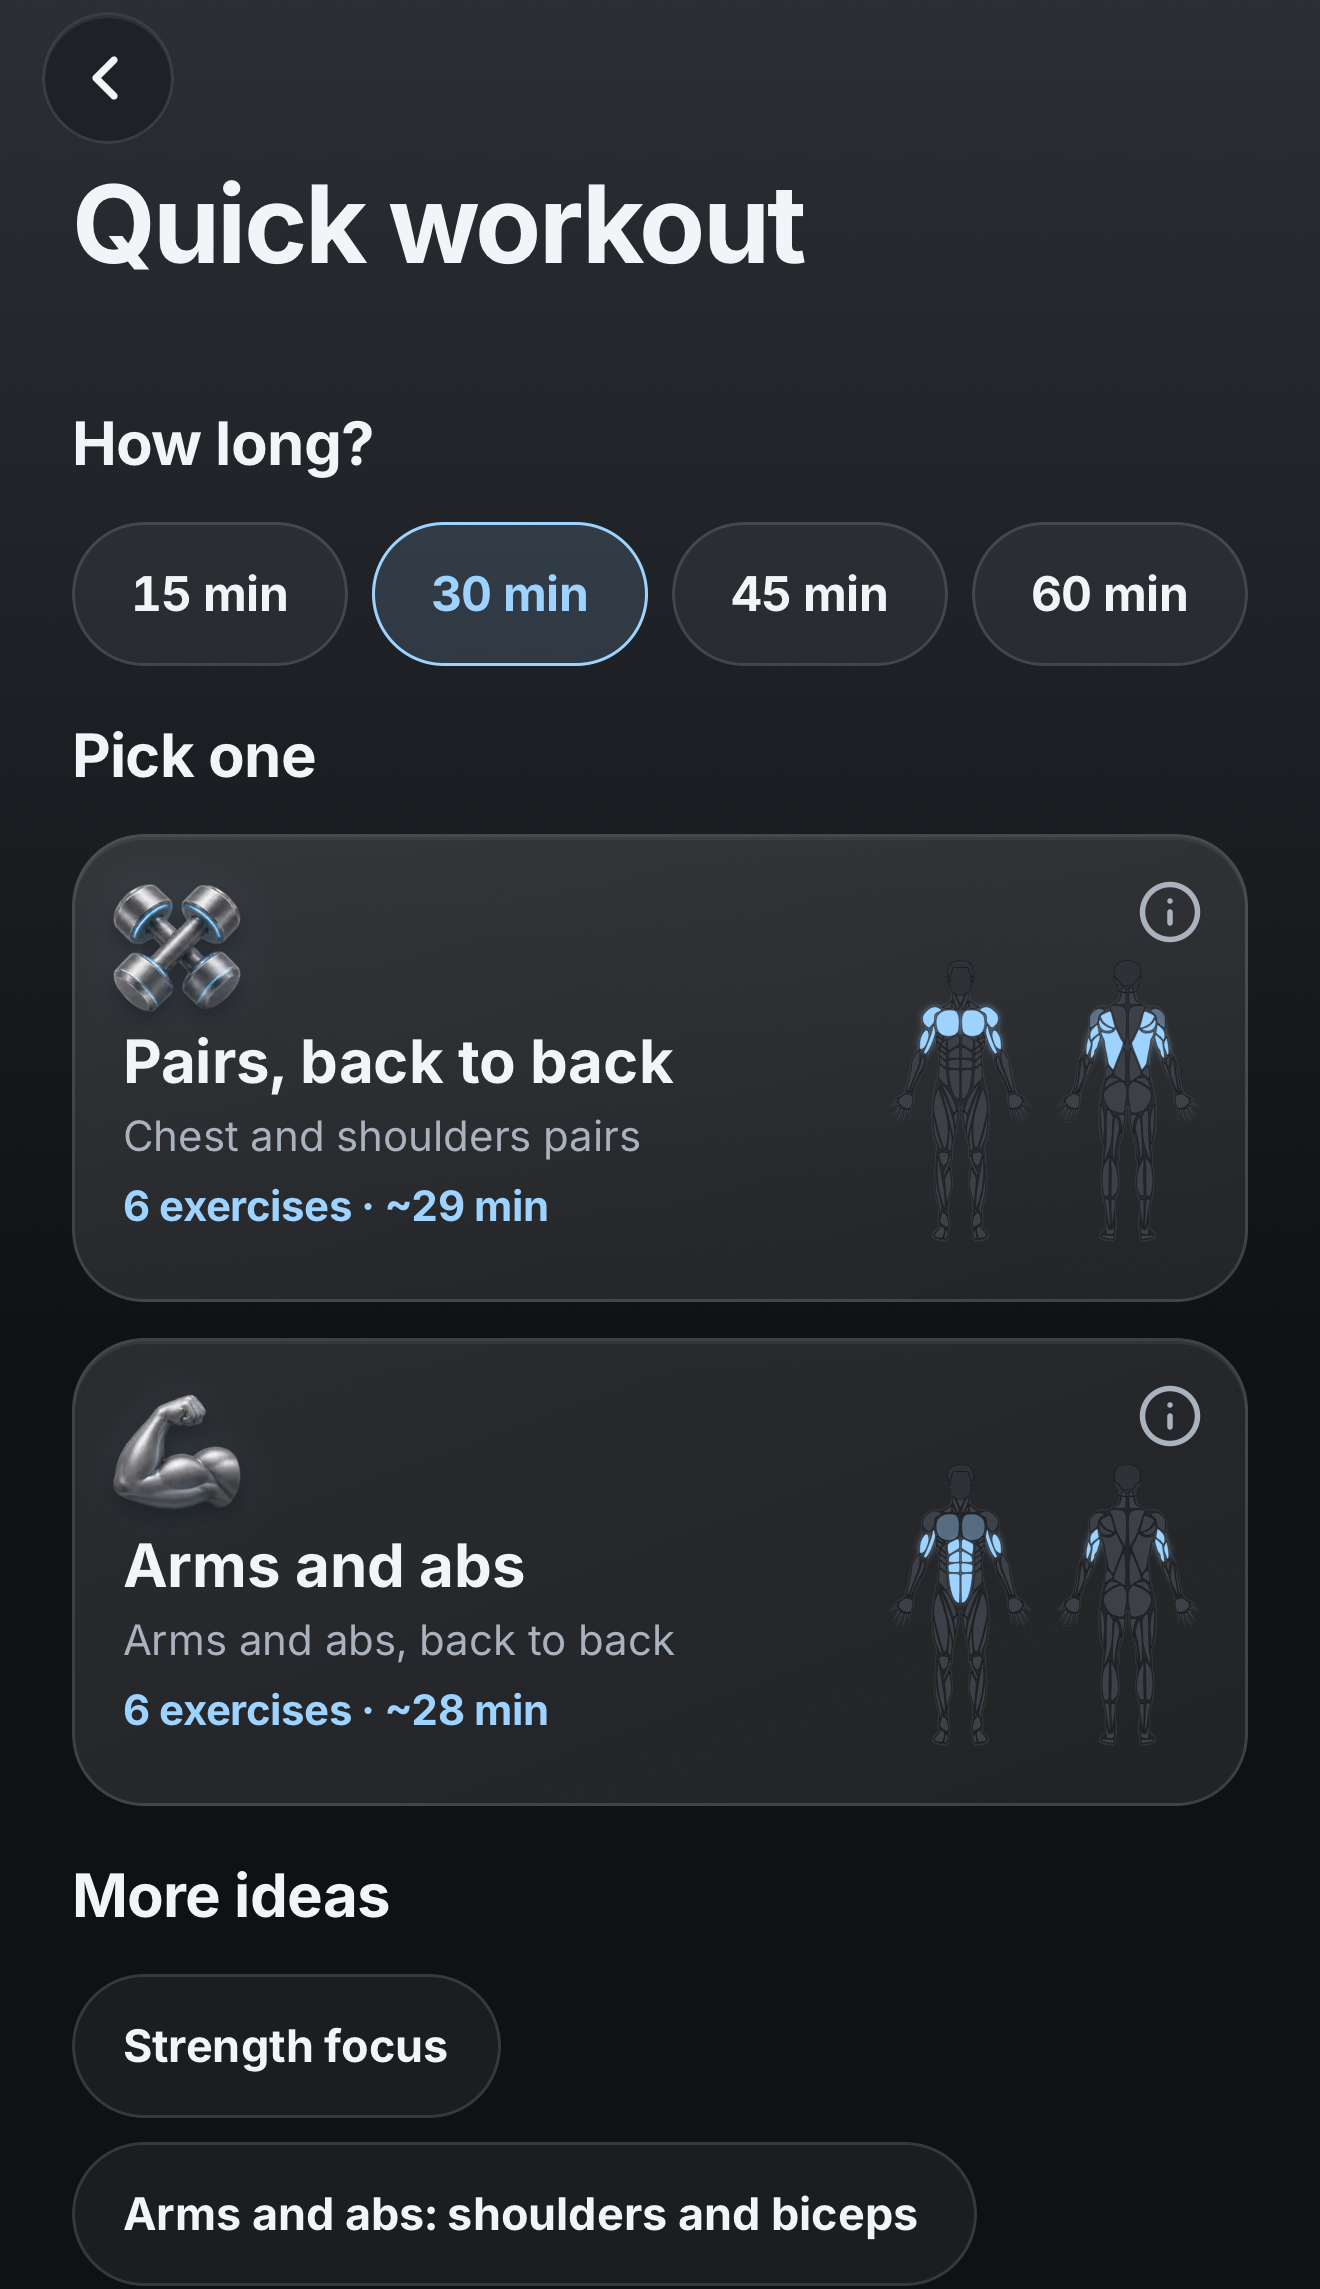 Quick workout
How long?
15 min 30 min 45 min 60 min
Pick one
Pairs, back to back
Chest and shoulders pairs
6 exercises · ~29 min
Arms and abs
Arms and abs, back to back
6 exercises · ~28 min
More ideas
Strength focus
Arms and abs: shoulders and biceps